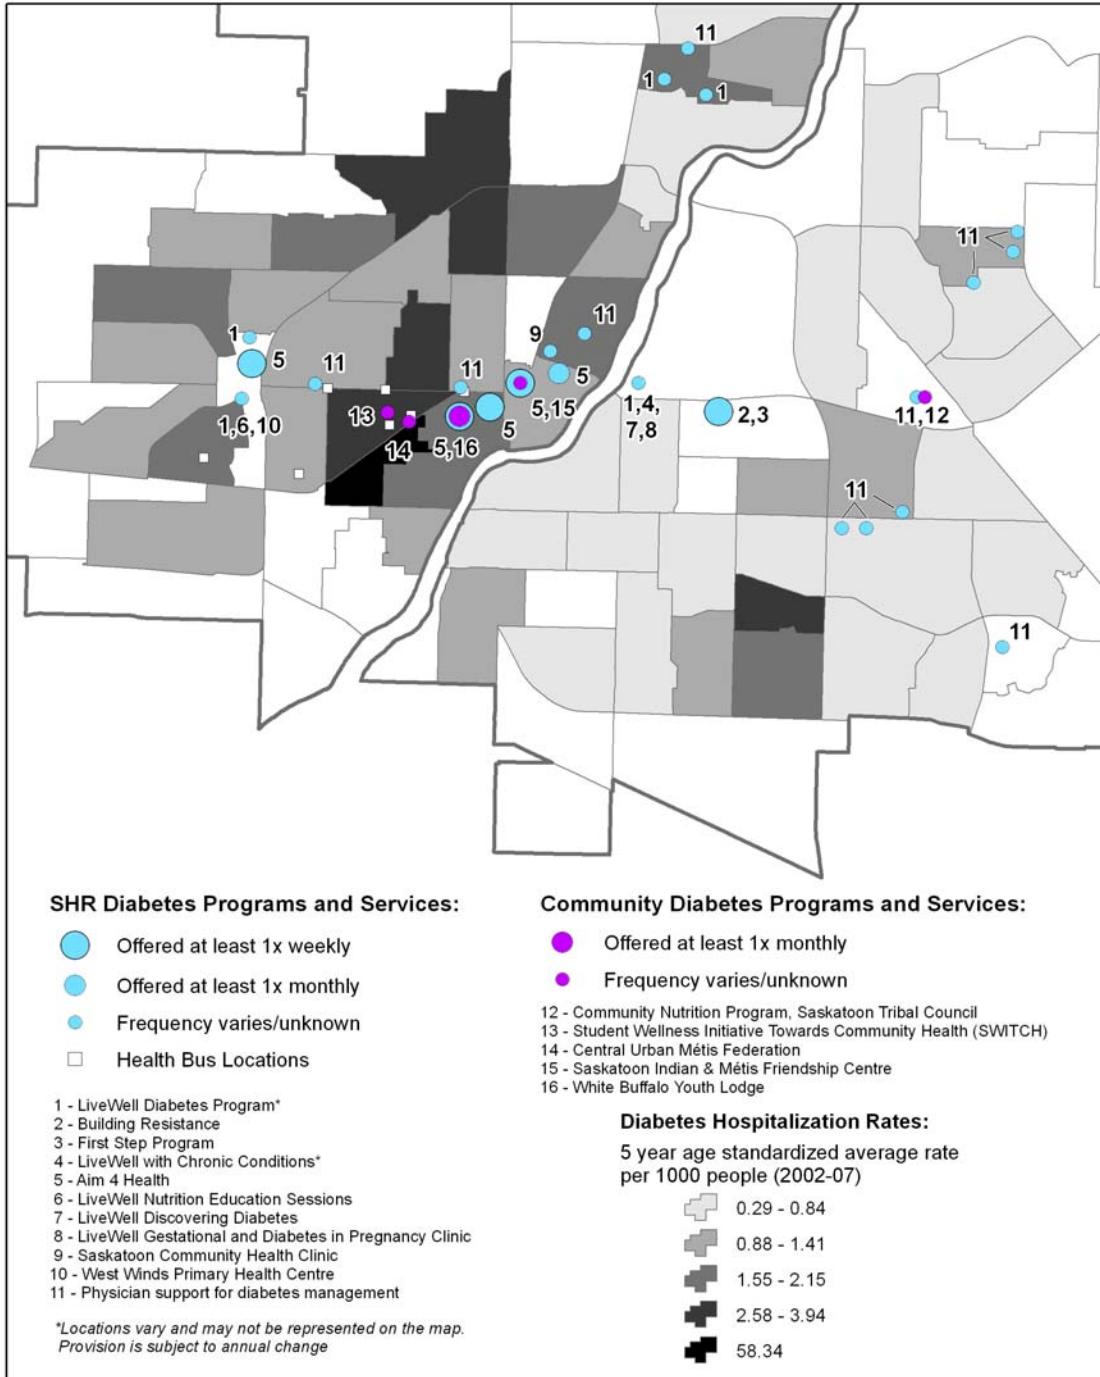 11
1
1
11
1
5
11
9
11
11
5
13
14
5,16
5
5,15
1,4,
7,8
2,3
11,12
1,6,10
11
11
SHR Diabetes Programs and Services:
Offered at least 1x weekly
Offered at least 1x monthly
Frequency varies/unknown
Health Bus Locations
1 - LiveWell Diabetes Program*
2 - Building Resistance
3 - First Step Program
4 - LiveWell with Chronic Conditions*
5 - Aim 4 Health
6 - LiveWell Nutrition Education Sessions
7 - LiveWell Discovering Diabetes
8 - LiveWell Gestational and Diabetes in Pregnancy Clinic
9 - Saskatoon Community Health Clinic
10 - West Winds Primary Health Centre
11 - Physician support for diabetes management
*Locations vary and may not be represented on the map.
Provision is subject to annual change
Community Diabetes Programs and Services:
Offered at least 1x monthly
Frequency varies/unknown
12 - Community Nutrition Program, Saskatoon Tribal Council
13 - Student Wellness Initiative Towards Community Health (SWITCH)
14 - Central Urban Métis Federation
15 - Saskatoon Indian & Métis Friendship Centre
16 - White Buffalo Youth Lodge
Diabetes Hospitalization Rates:
5 year age standardized average rate
per 1000 people (2002-07)
0.29 - 0.84
0.88 - 1.41
1.55 - 2.15
2.58 - 3.94
58.34